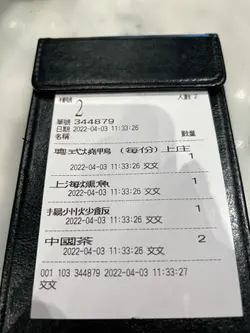 檯號 人數 2
2
單號 344879
日期 2022-04-03 11:33:26
名稱 數量
粵式燒鴨（每份）上庄 1
2022-04-03 11:33:26 文文
上海燻魚 1
2022-04-03 11:33:26 文文
揚州炒飯 1
2022-04-03 11:33:26 文文
中國茶 2
2022-04-03 11:33:26 文文
001 103 344879 2022-04-03 11:33:27
文文